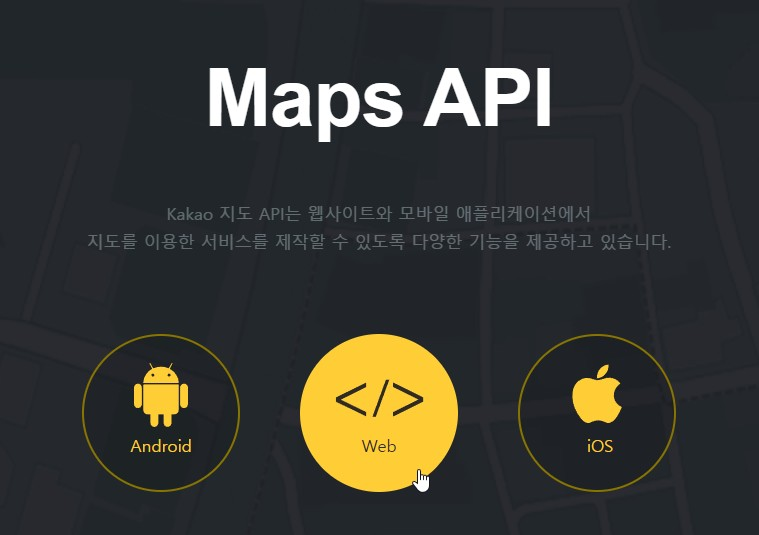 Maps API
Kakao 지도 API는 웹사이트와 모바일 애플리케이션에서
지도를 이용한 서비스를 제작할 수 있도록 다양한 기능을 제공하고 있습니다.
</>
Android
Web
iOS